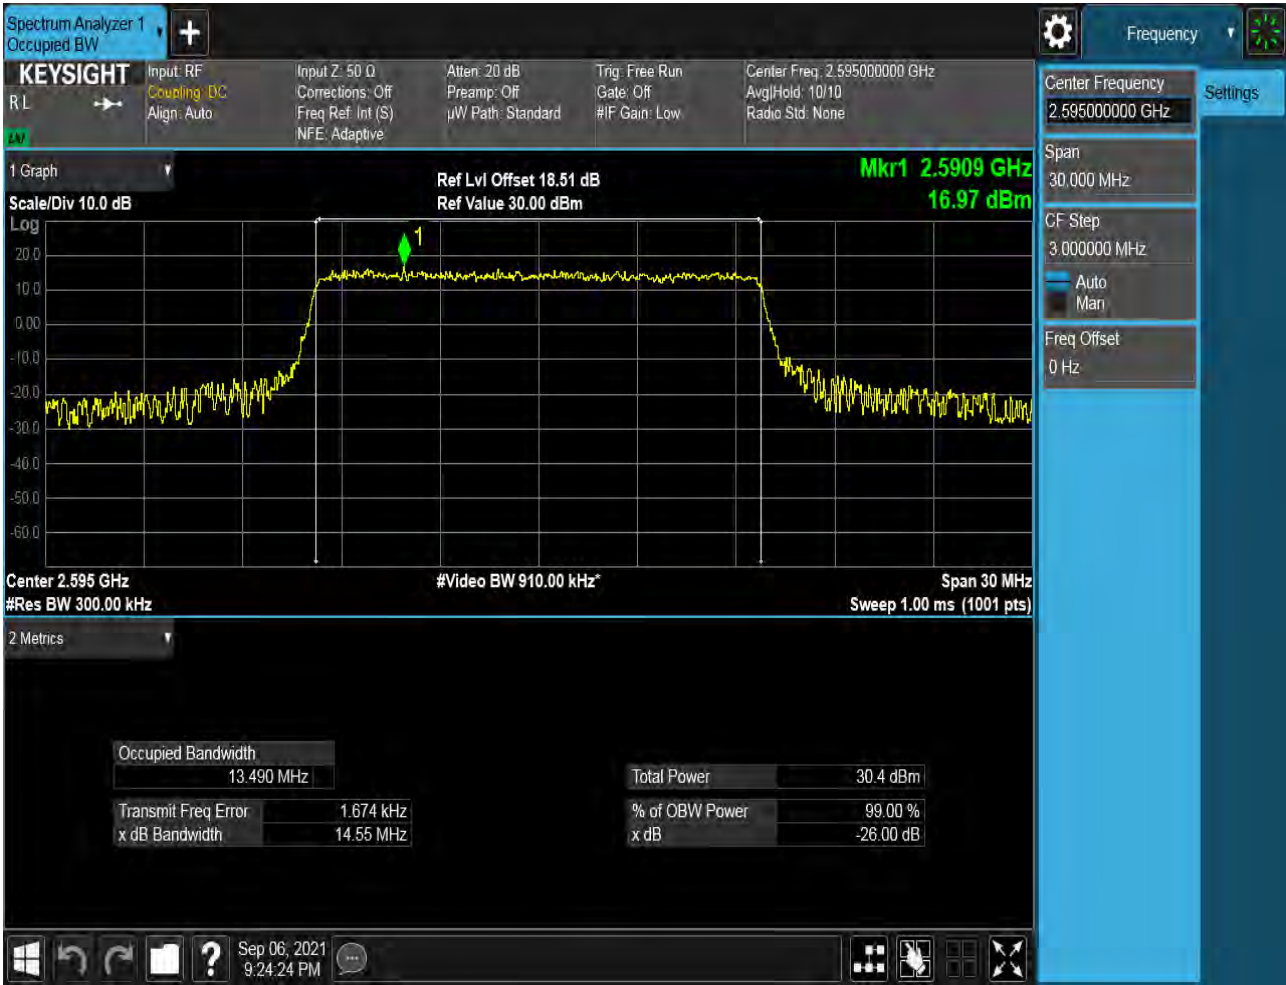 Spectrum Analyzer 1
Occupied BW
Frequency
KEYSIGHT
R L
Input: RF
Coupling: DC
Align: Auto
Input Z: 50 Ω
Corrections: Off
Freq Ref: Int (S)
NFE: Adaptive
Atten: 20 dB
Preamp: Off
µW Path: Standard
Trig: Free Run
Gate: Off
#IF Gain: Low
Center Freq: 2.595000000 GHz
Avg|Hold: 10/10
Radio Std: None
Center Frequency
2.595000000 GHz
Settings
Span
30.000 MHz
CF Step
3.000000 MHz
Auto
Man
Freq Offset
0 Hz
1 Graph
Scale/Div 10.0 dB
Ref Lvl Offset 18.51 dB
Ref Value 30.00 dBm
Mkr1 2.5909 GHz
16.97 dBm
Log
1
20.0
10.0
0.00
-10.0
-20.0
-30.0
-40.0
-50.0
-60.0
Center 2.595 GHz
#Res BW 300.00 kHz
#Video BW 910.00 kHz*
Span 30 MHz
Sweep 1.00 ms (1001 pts)
2 Metrics
Occupied Bandwidth
13.490 MHz
Total Power 30.4 dBm
Transmit Freq Error 1.674 kHz
% of OBW Power 99.00 %
x dB Bandwidth 14.55 MHz
x dB -26.00 dB
?
Sep 06, 2021
9:24:24 PM